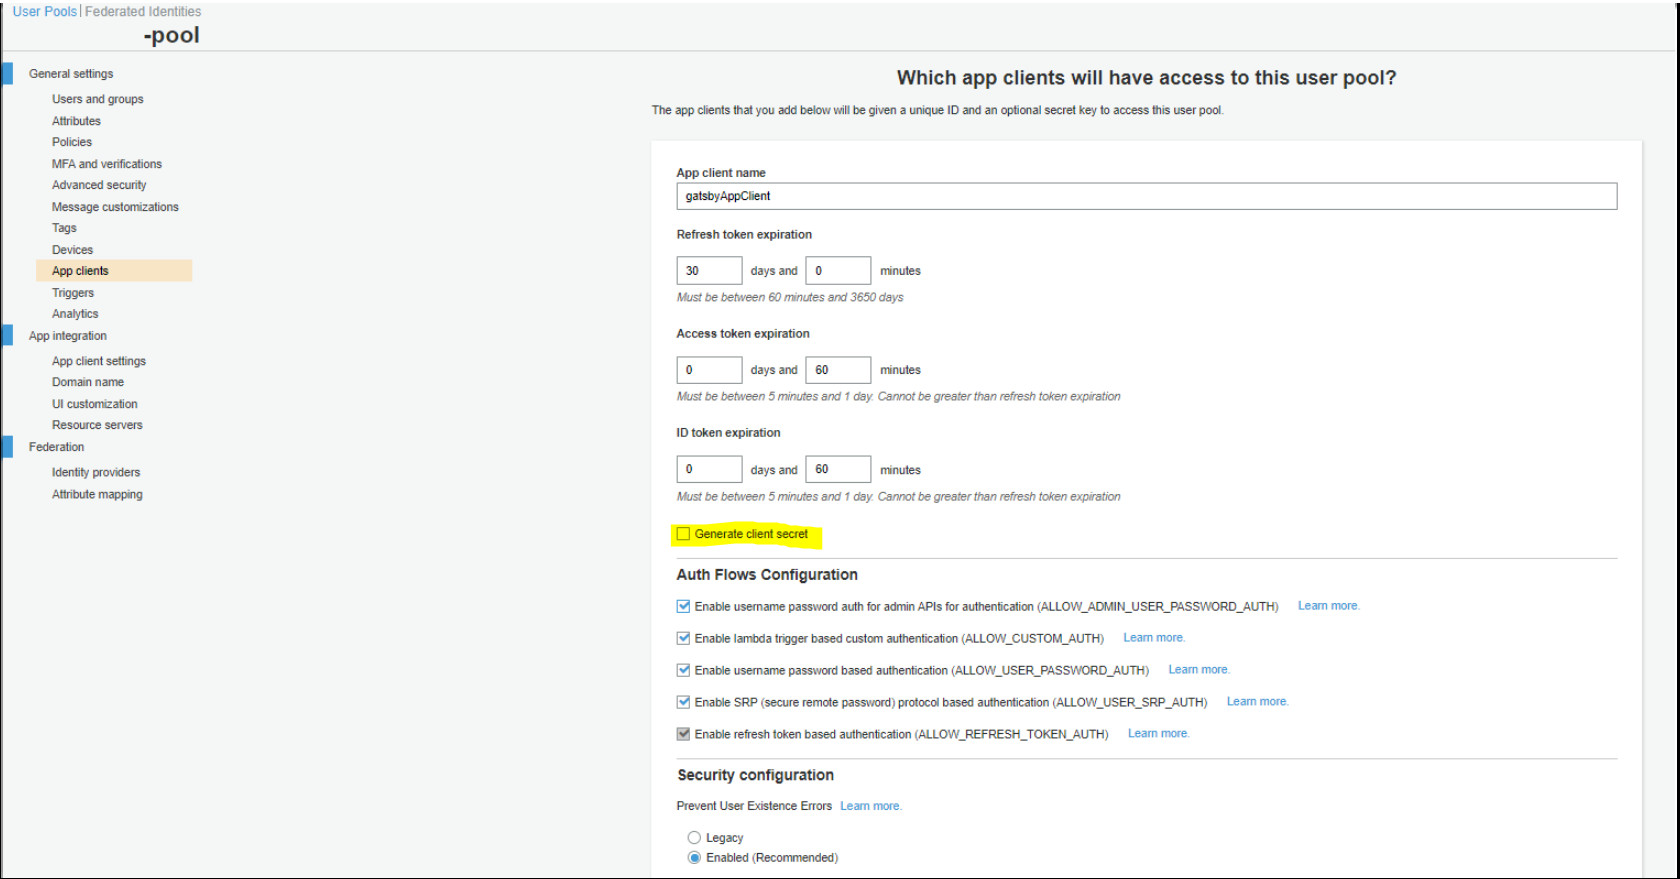 User Pools | Federated Identities
-pool
General settings
Users and groups
Attributes
Policies
MFA and verifications
Advanced security
Message customizations
Tags
Devices
App clients
Triggers
Analytics
App integration
App client settings
Domain name
UI customization
Resource servers
Federation
Identity providers
Attribute mapping
Which app clients will have access to this user pool?
The app clients that you add below will be given a unique ID and an optional secret key to access this user pool.
App client name
gatsbyAppClient
Refresh token expiration
30 days and 0 minutes
Must be between 60 minutes and 3650 days
Access token expiration
0 days and 60 minutes
Must be between 5 minutes and 1 day. Cannot be greater than refresh token expiration
ID token expiration
0 days and 60 minutes
Must be between 5 minutes and 1 day. Cannot be greater than refresh token expiration
Generate client secret
Auth Flows Configuration
Enable username password auth for admin APIs for authentication (ALLOW_ADMIN_USER_PASSWORD_AUTH) Learn more.
Enable lambda trigger based custom authentication (ALLOW_CUSTOM_AUTH) Learn more.
Enable username password based authentication (ALLOW_USER_PASSWORD_AUTH) Learn more.
Enable SRP (secure remote password) protocol based authentication (ALLOW_USER_SRP_AUTH) Learn more.
Enable refresh token based authentication (ALLOW_REFRESH_TOKEN_AUTH) Learn more.
Security configuration
Prevent User Existence Errors Learn more.
Legacy
Enabled (Recommended)